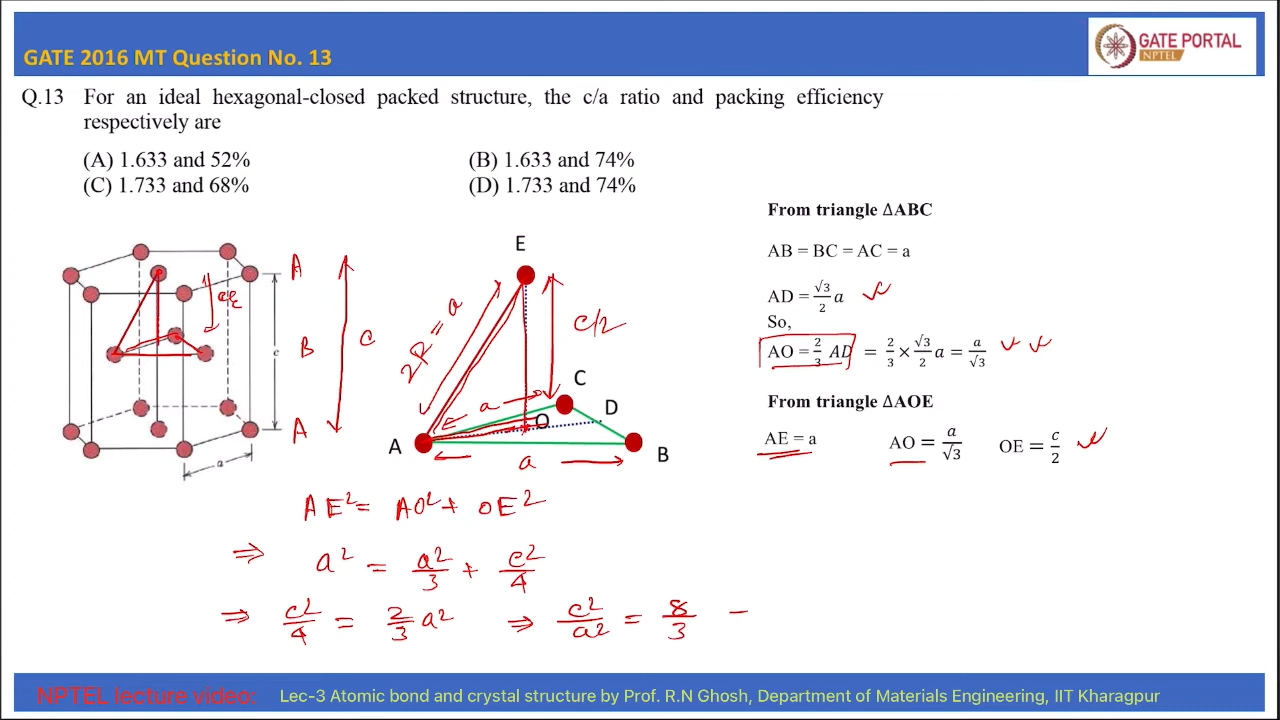 GATE 2016 MT Question No. 13
GATE PORTAL
NPTEL
Q.13 For an ideal hexagonal-closed packed structure, the c/a ratio and packing efficiency
respectively are
(A) 1.633 and 52% (B) 1.633 and 74%
(C) 1.733 and 68% (D) 1.733 and 74%
From triangle ΔABC
AB = BC = AC = a
AD = √3/2 a
So,
AO = 2/3 AD = 2/3 × √3/2 a = a/√3
From triangle ΔAOE
AE = a AO = a/√3 OE = c/2
A
B
A
c
c
a
E
2R = a
c/2
C
D
a
O
A
B
a
AE² = AO² + OE²
⇒ a² = a²/3 + c²/4
⇒ c²/4 = 2/3 a² ⇒ c²/a² = 8/3 –
NPTEL lecture video: Lec-3 Atomic bond and crystal structure by Prof. R.N Ghosh, Department of Materials Engineering, IIT Kharagpur